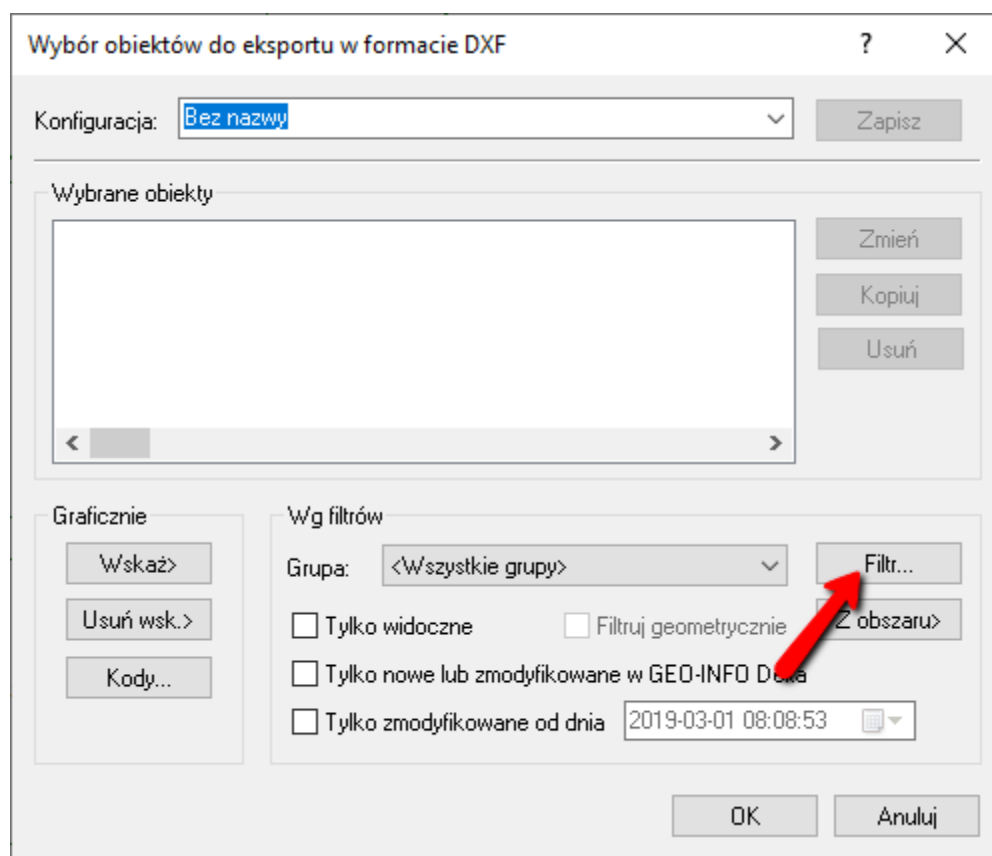 Wybór obiektów do eksportu w formacie DXF
?
Konfiguracja: Bez nazwy Zapisz
Wybrane obiekty
Zmień
Kopiuj
Usuń
Graficznie
Wskaż>
Usuń wsk.>
Kody...
Wg filtrów
Grupa: <Wszystkie grupy> Filtr...
Tylko widoczne Filtruj geometrycznie Z obszaru>
Tylko nowe lub zmodyfikowane w GEO-INFO
Tylko zmodyfikowane od dnia 2019-03-01 08:08:53
OK Anuluj